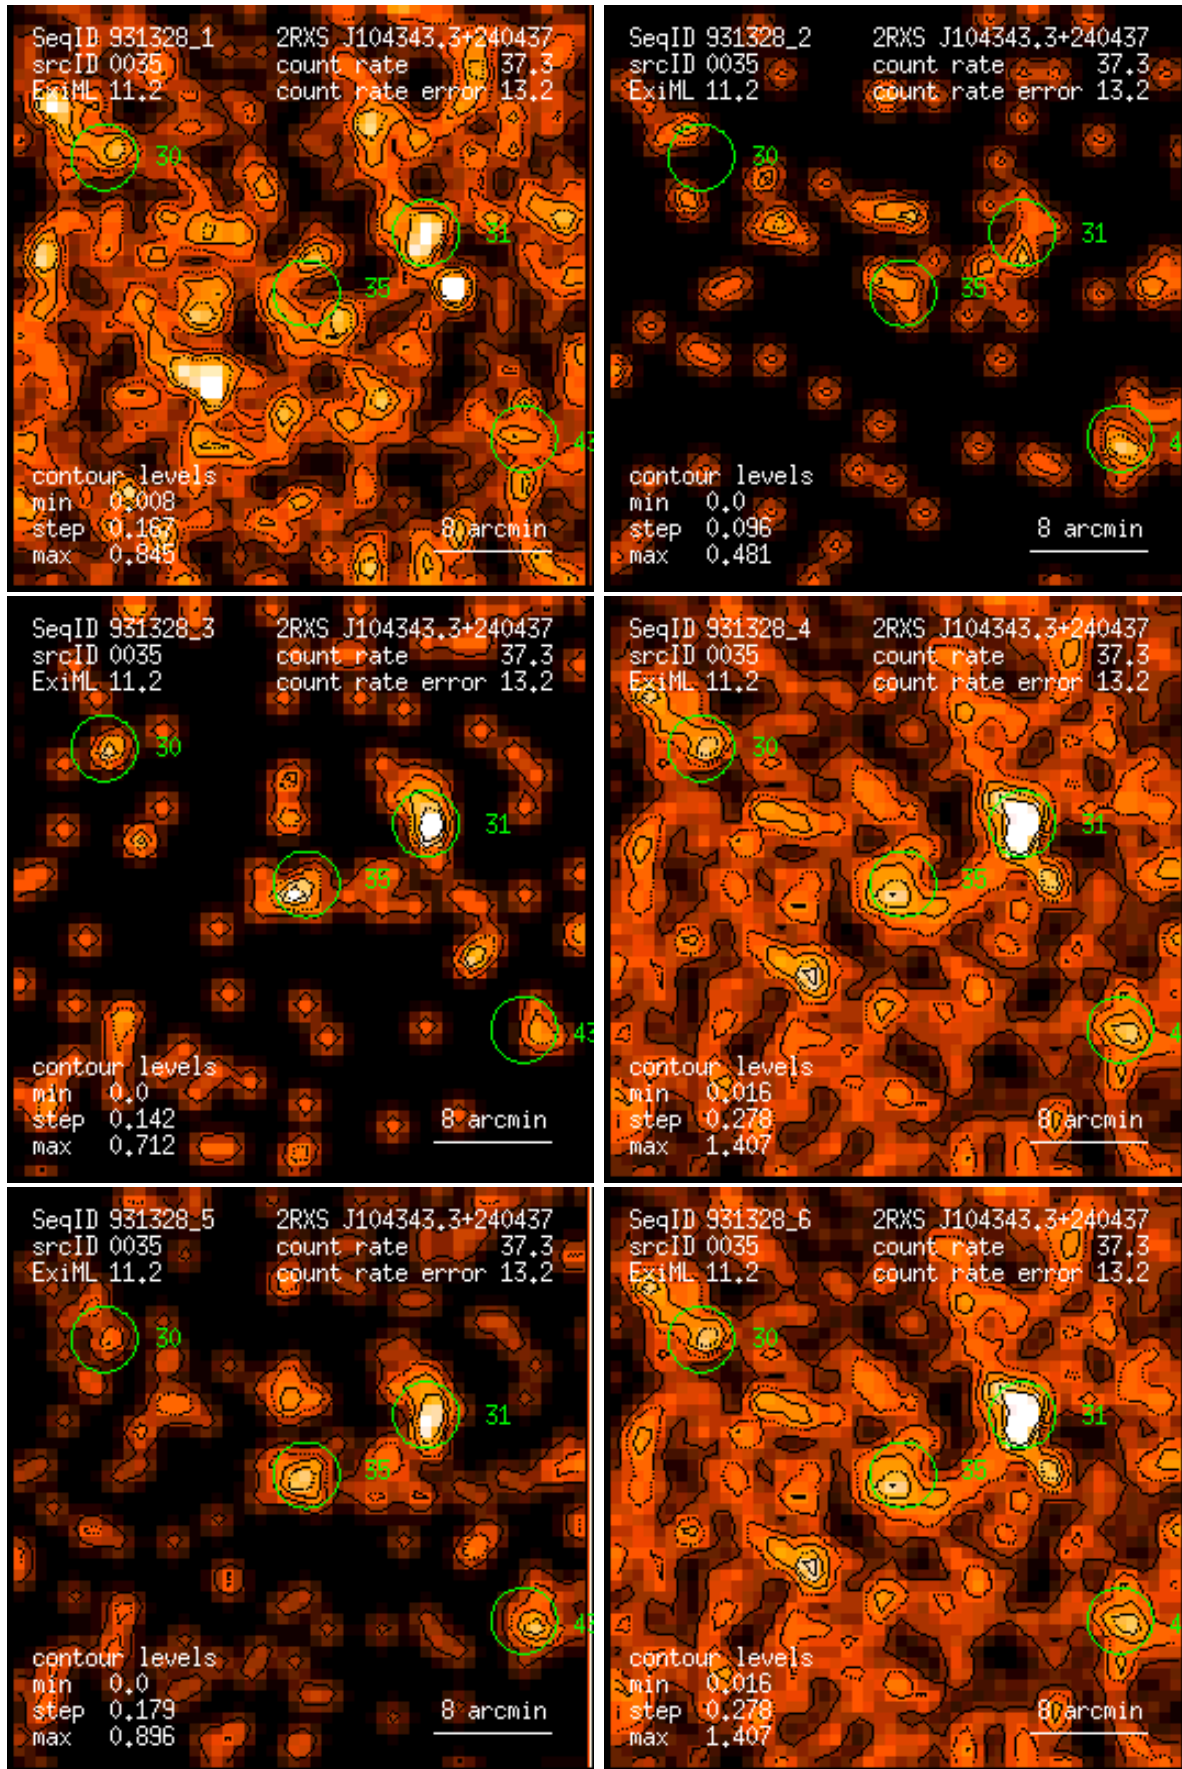 SeqID 931328_1 2RXS J104343.3+240437
srcID 0035 count rate 37.3
ExiML 11.2 count rate error 13.2
30
31
35
43
contour levels
min 0.008
step 0.167
max 0.845
8 arcmin
SeqID 931328_2 2RXS J104343.3+240437
srcID 0035 count rate 37.3
ExiML 11.2 count rate error 13.2
30
31
35
4
contour levels
min 0.0
step 0.096
max 0.481
8 arcmin
SeqID 931328_3 2RXS J104343.3+240437
srcID 0035 count rate 37.3
ExiML 11.2 count rate error 13.2
30
31
35
43
contour levels
min 0.0
step 0.142
max 0.712
8 arcmin
SeqID 931328_4 2RXS J104343.3+240437
srcID 0035 count rate 37.3
ExiML 11.2 count rate error 13.2
30
31
35
4
contour levels
min 0.016
step 0.278
max 1.407
8 arcmin
SeqID 931328_5 2RXS J104343.3+240437
srcID 0035 count rate 37.3
ExiML 11.2 count rate error 13.2
30
31
35
43
contour levels
min 0.0
step 0.179
max 0.896
8 arcmin
SeqID 931328_6 2RXS J104343.3+240437
srcID 0035 count rate 37.3
ExiML 11.2 count rate error 13.2
30
31
35
4
contour levels
min 0.016
step 0.278
max 1.407
8 arcmin